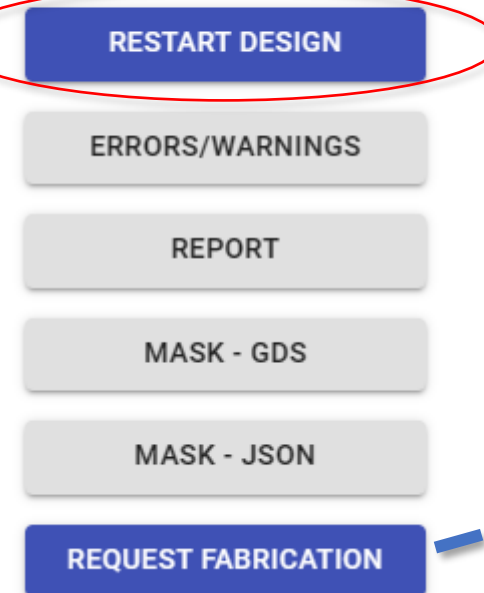 RESTART DESIGN
ERRORS/WARNINGS
REPORT
MASK - GDS
MASK - JSON
REQUEST FABRICATION